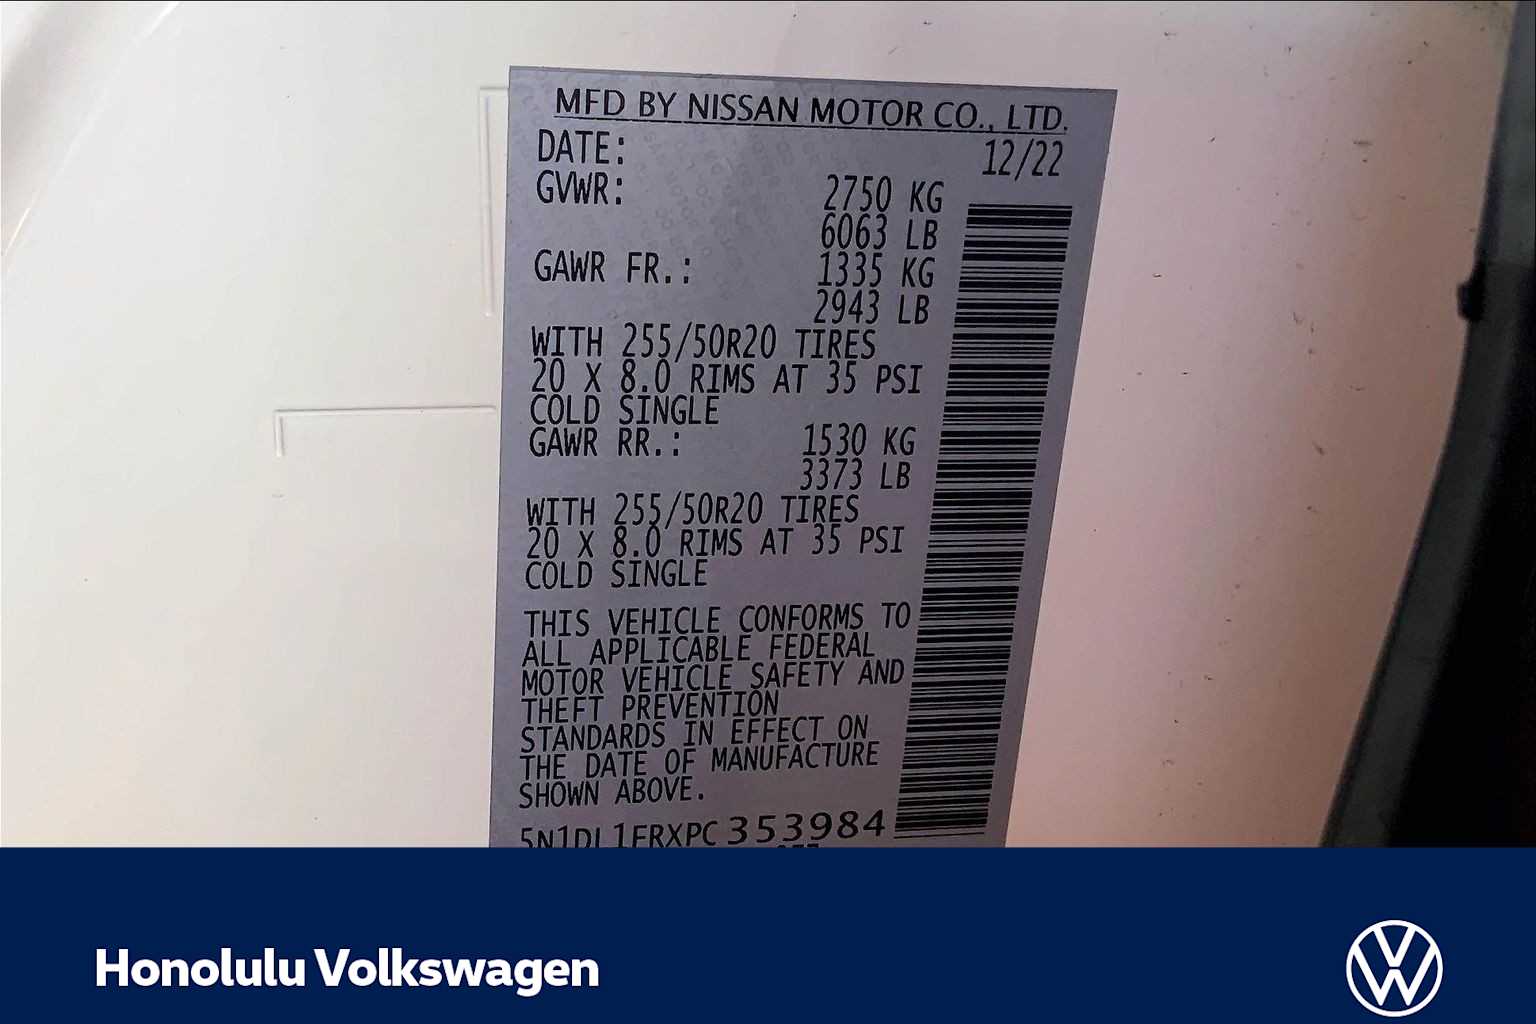 MFD BY NISSAN MOTOR CO., LTD.
DATE: 12/22
GVWR: 2750 KG
6063 LB
GAWR FR.: 1335 KG
2943 LB
WITH 255/50R20 TIRES
20 X 8.0 RIMS AT 35 PSI
COLD SINGLE
GAWR RR.: 1530 KG
3373 LB
WITH 255/50R20 TIRES
20 X 8.0 RIMS AT 35 PSI
COLD SINGLE
THIS VEHICLE CONFORMS TO
ALL APPLICABLE FEDERAL
MOTOR VEHICLE SAFETY AND
THEFT PREVENTION
STANDARDS IN EFFECT ON
THE DATE OF MANUFACTURE
SHOWN ABOVE.
5N1DL1FRXPC353984
Honolulu Volkswagen